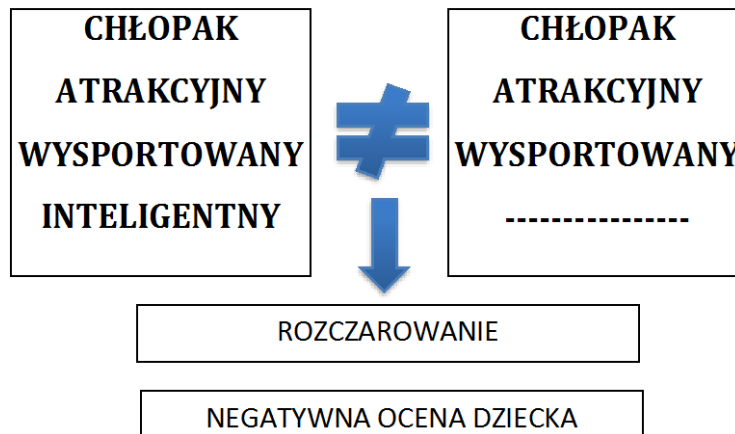 CHŁOPAK
ATRAKCYJNY
WYSPORTOWANY
INTELIGENTNY
CHŁOPAK
ATRAKCYJNY
WYSPORTOWANY
----------------
≠
ROZCZAROWANIE
NEGATYWNA OCENA DZIECKA